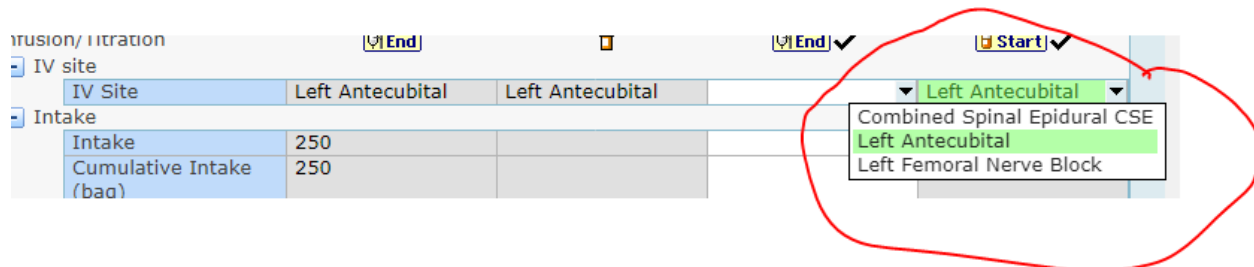 nfusion/Titration End End Start
IV site
IV Site Left Antecubital Left Antecubital Left Antecubital
Combined Spinal Epidural CSE
Intake
Left Antecubital
Intake 250
Left Femoral Nerve Block
Cumulative Intake 250
(bag)